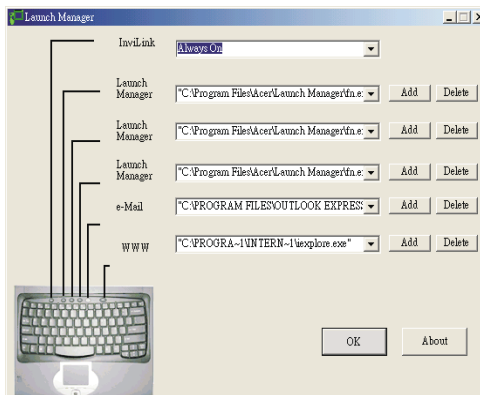 Launch Manager
InviLink
Always On
Launch
Manager
"C:\Program Files\Acer\Launch Manager\fn.e:
Add
Delete
Launch
Manager
"C:\Program Files\Acer\Launch Manager\fn.e:
Add
Delete
Launch
Manager
"C:\Program Files\Acer\Launch Manager\fn.e:
Add
Delete
e-Mail
"C:\PROGRAM FILES\OUTLOOK EXPRES
Add
Delete
WWW
"C:\PROGRA~1\INTERN~1\iexplore.exe"
Add
Delete
OK
About